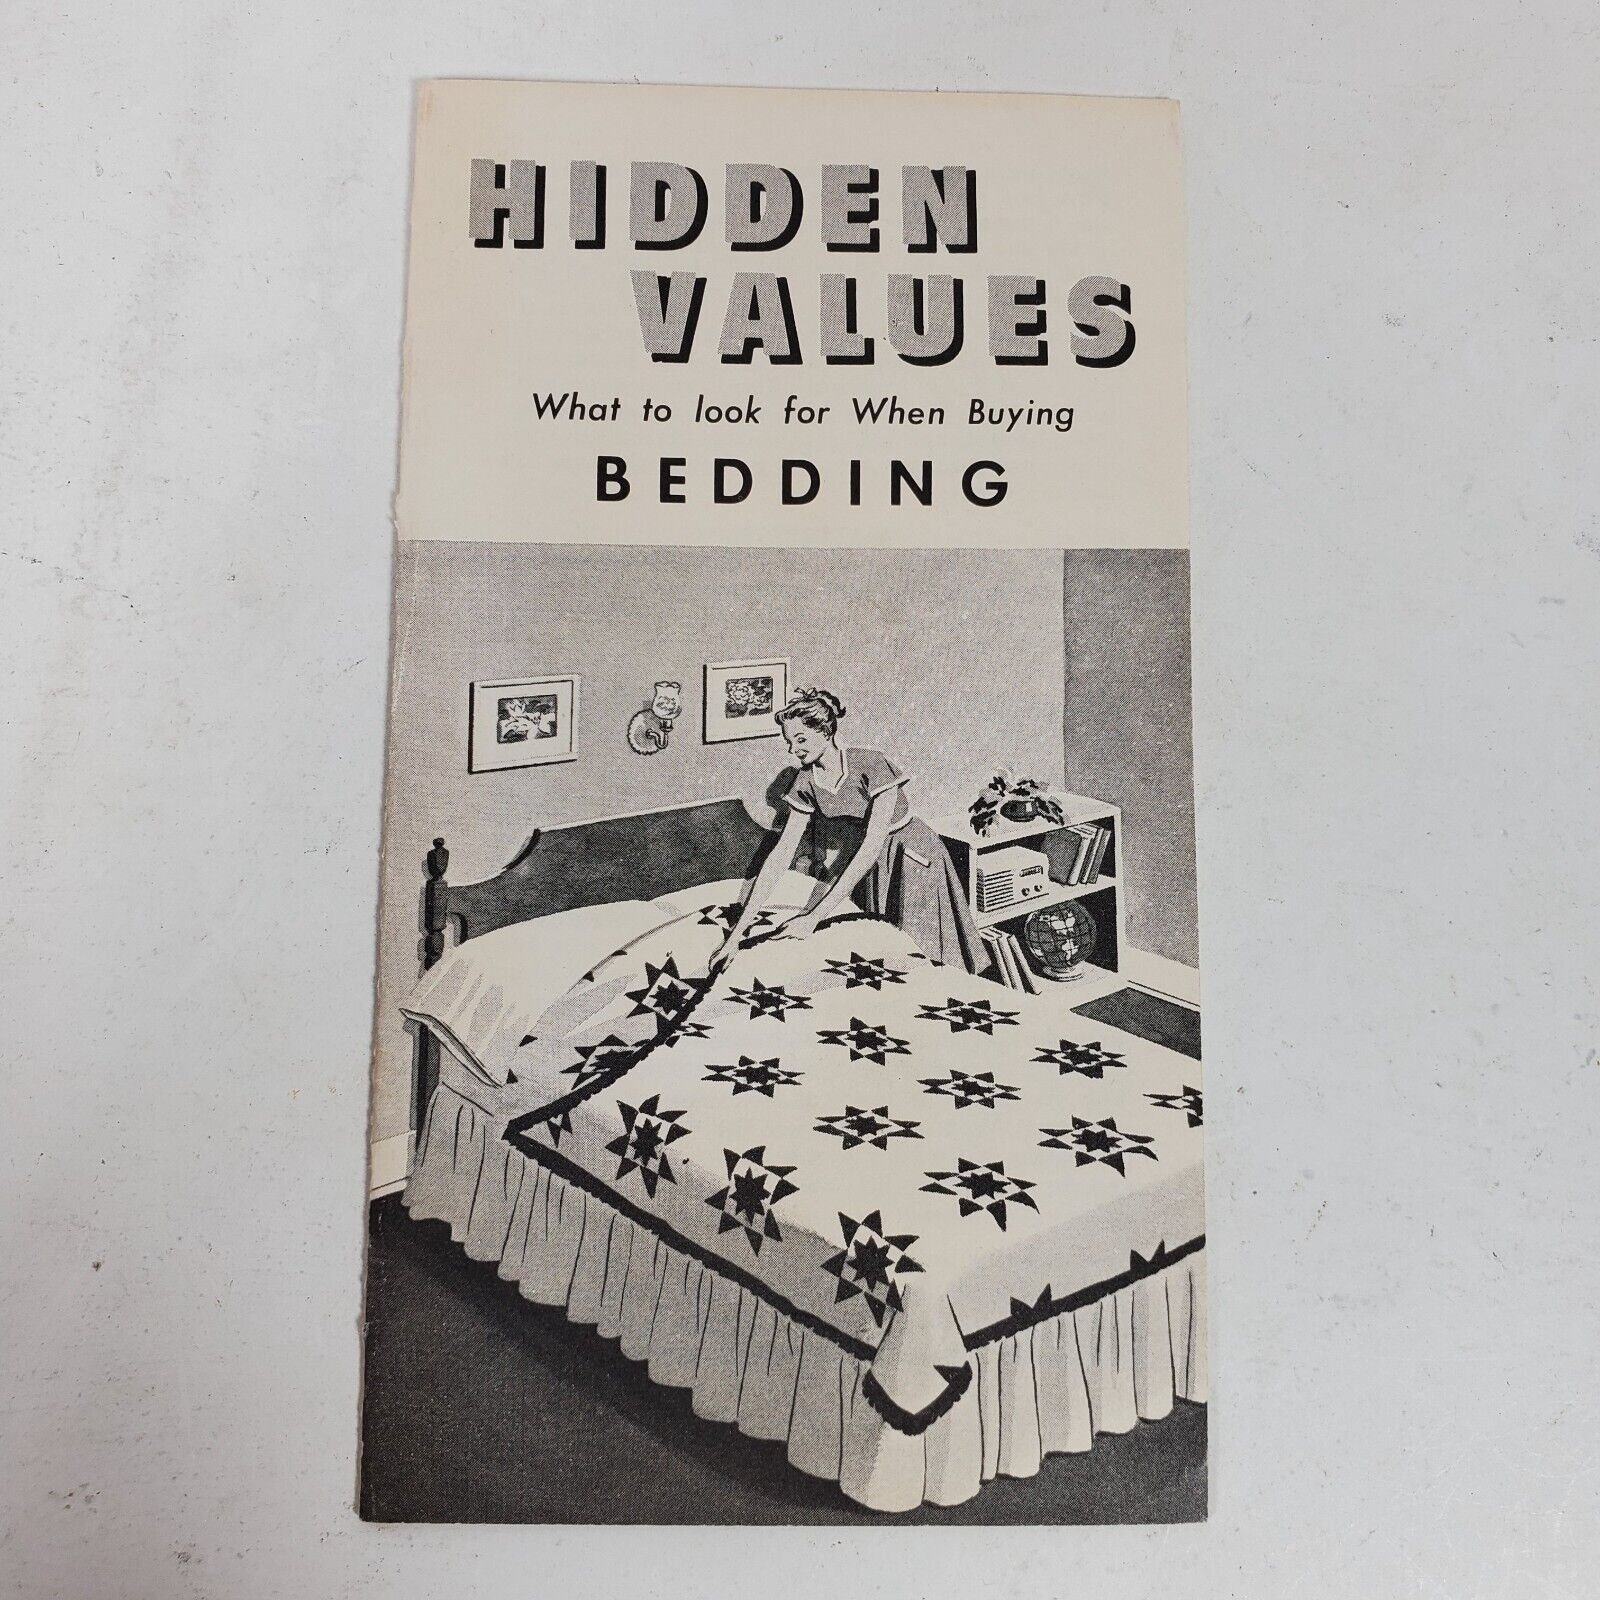 HIDDEN
VALUES
What to look for When Buying
BEDDING